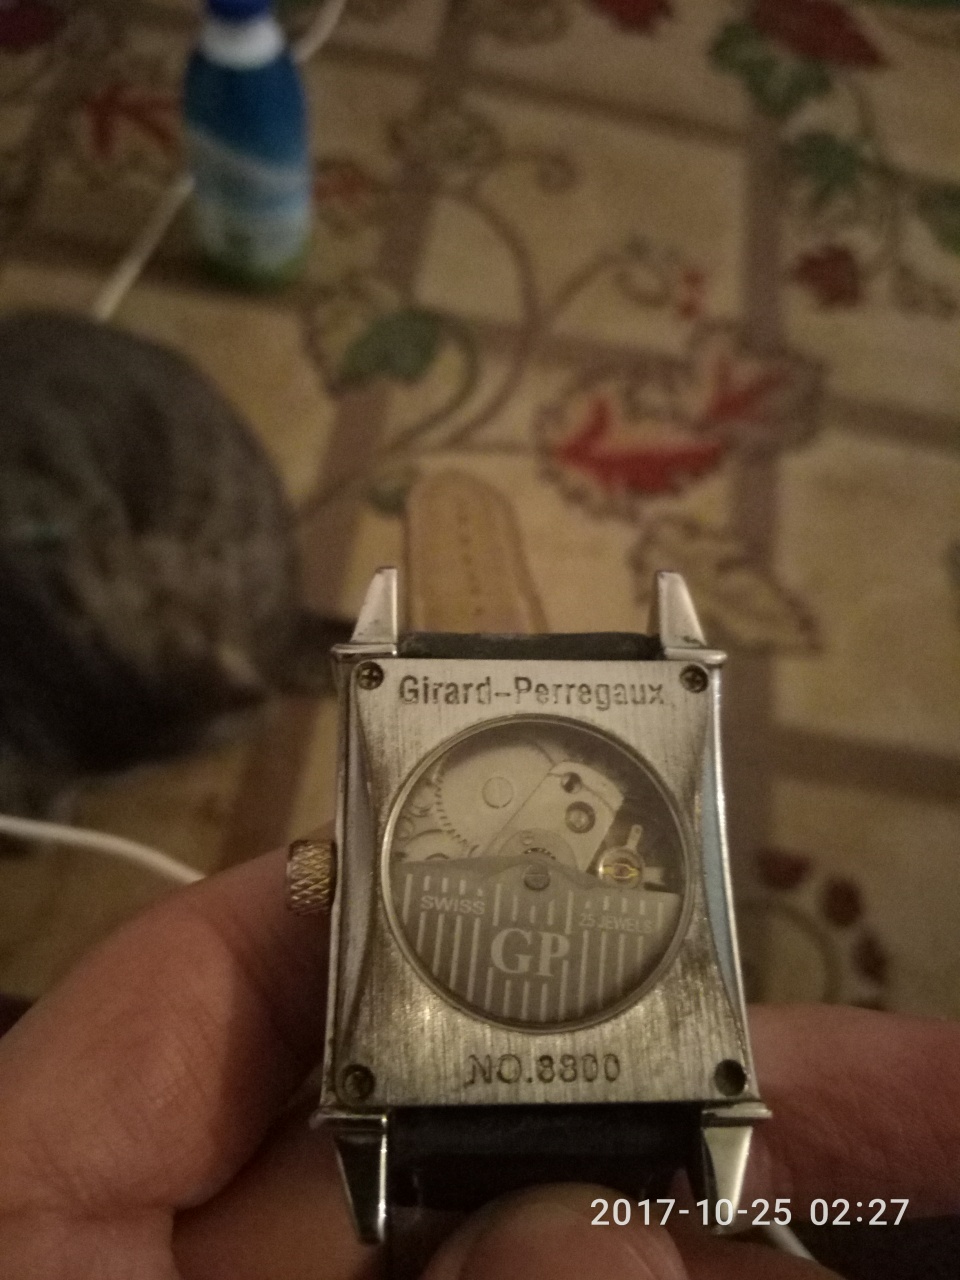 Girard-Perregaux
SWISS
25 JEWELS
GP
NO.8800
2017-10-25 02:27